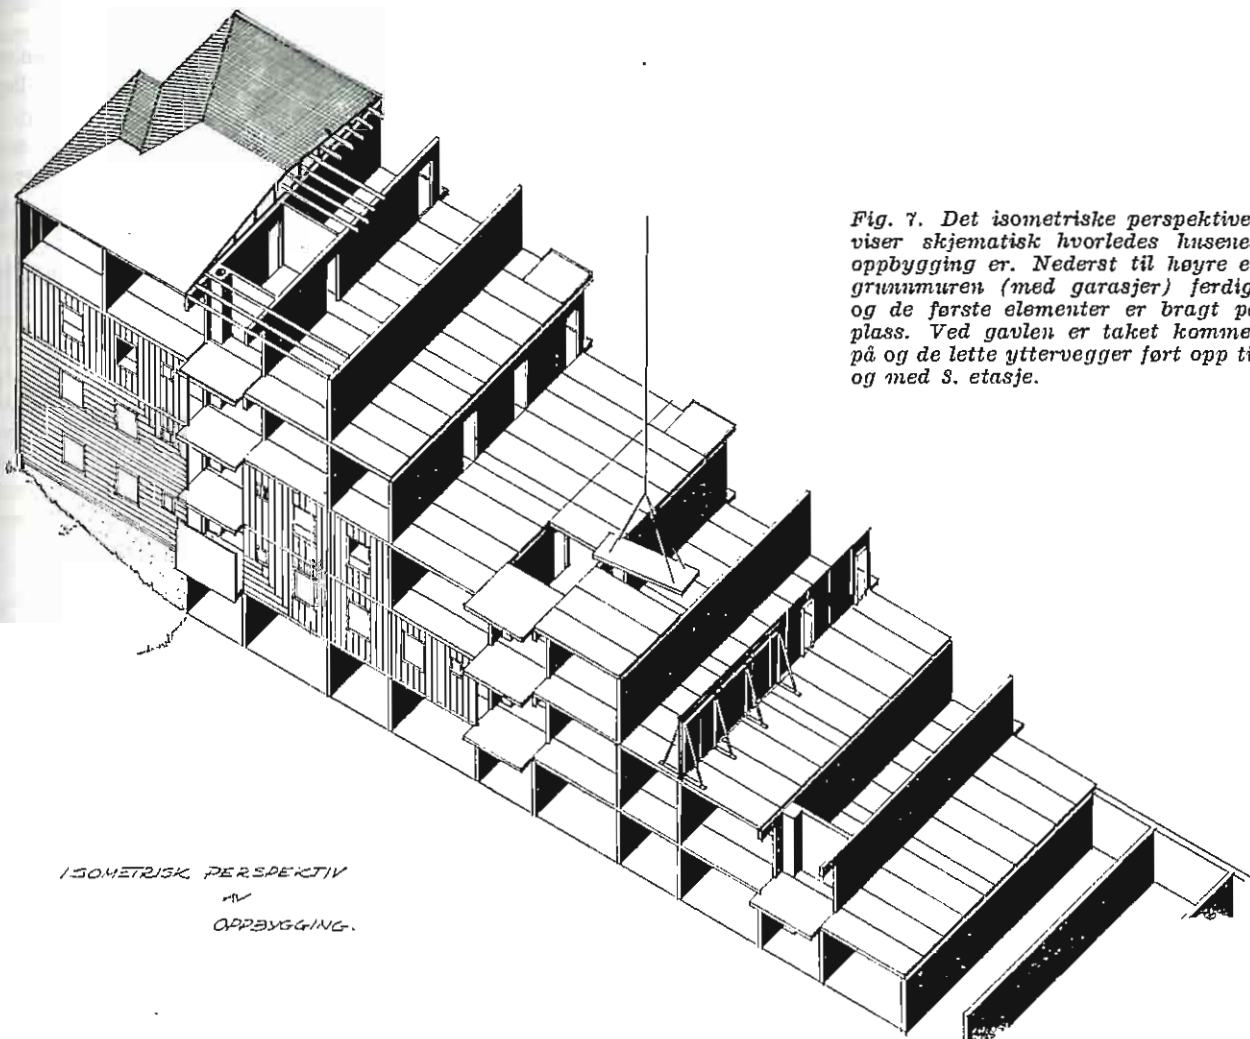 Fig. 7. Det isometriske perspektive
viser skjematisk hvorledes husene
oppbygging er. Nederst til høyre e
grunnmuren (med garasjer) ferdig
og de første elementer er bragt på
plass. Ved gavlen er taket komme
på og de lette yttervegger ført opp ti
og med 3. etasje.
ISOMETRISK PERSPEKTIV
AV
OPPBYGGING.